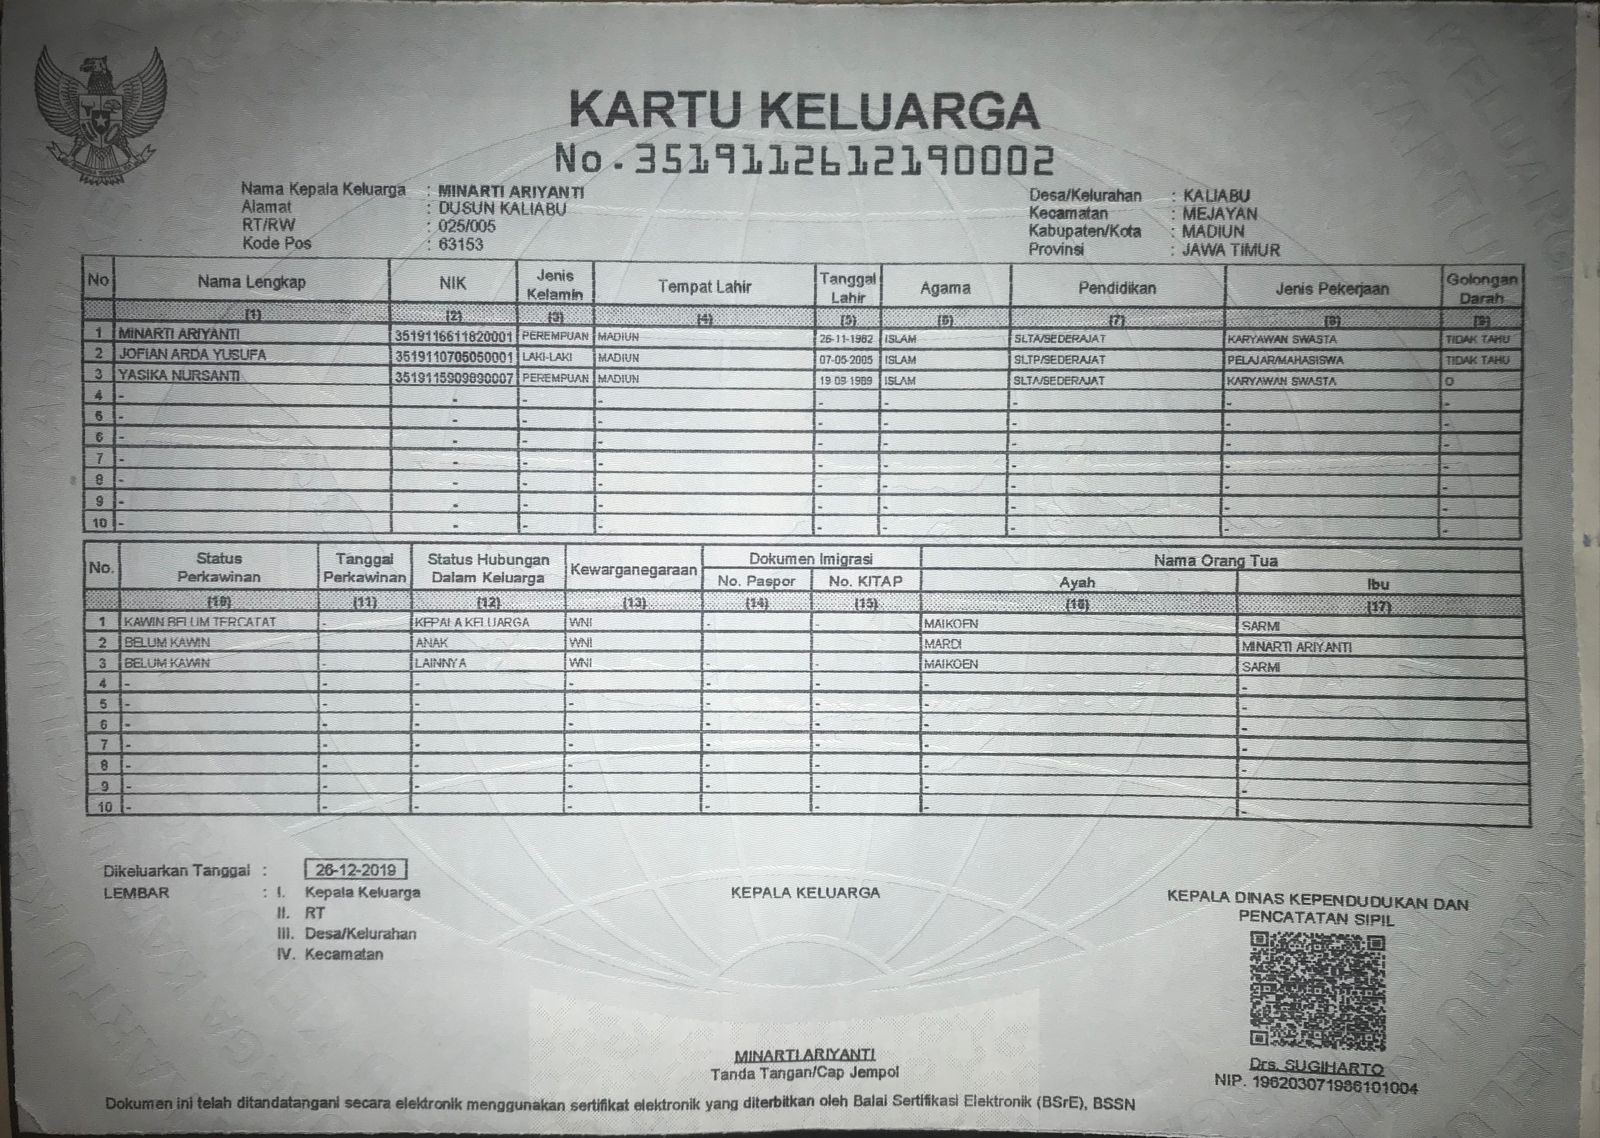 KARTU KELUARGA
No. 3519112612190002
Nama Kepala Keluarga : MINARTI ARIYANTI
Alamat : DUSUN KALIABU
RT/RW : 025/005
Kode Pos : 63153
Desa/Kelurahan : KALIABU
Kecamatan : MEJAYAN
Kabupaten/Kota : MADIUN
Provinsi : JAWA TIMUR
No Nama Lengkap NIK Jenis Kelamin Tempat Lahir Tanggal Lahir Agama Pendidikan Jenis Pekerjaan Golongan Darah
(1) (2) (3) (4) (5) (6) (7) (8) (9)
1 MINARTI ARIYANTI 3519116611820001 PEREMPUAN MADIUN 26-11-1982 ISLAM SLTA/SEDERAJAT KARYAWAN SWASTA TIDAK TAHU
2 JOFIAN ARDA YUSUFA 3519110705050001 LAKI-LAKI MADIUN 07-05-2005 ISLAM SLTP/SEDERAJAT PELAJAR/MAHASISWA TIDAK TAHU
3 YASIKA NURSANTI 3519115909890007 PEREMPUAN MADIUN 19-09-1989 ISLAM SLTA/SEDERAJAT KARYAWAN SWASTA O
4 - - - - - - - - -
5 - - - - - - - - -
6 - - - - - - - - -
7 - - - - - - - - -
8 - - - - - - - - -
9 - - - - - - - - -
10 - - - - - - - - -
No. Status Perkawinan Tanggal Perkawinan Status Hubungan Dalam Keluarga Kewarganegaraan Dokumen Imigrasi Nama Orang Tua
No. Paspor No. KITAP Ayah Ibu
(10) (11) (12) (13) (14) (15) (16) (17)
1 KAWIN BELUM TERCATAT - KEPALA KELUARGA WNI - - MAIKOEN SARMI
2 BELUM KAWIN - ANAK WNI - - MARDI MINARTI ARIYANTI
3 BELUM KAWIN - LAINNYA WNI - - MAIKOEN SARMI
4 - - - - - - - -
5 - - - - - - - -
6 - - - - - - - -
7 - - - - - - - -
8 - - - - - - - -
9 - - - - - - - -
10 - - - - - - - -
Dikeluarkan Tanggal : 26-12-2019
LEMBAR : I. Kepala Keluarga
II. RT
III. Desa/Kelurahan
IV. Kecamatan
KEPALA KELUARGA
MINARTI ARIYANTI
Tanda Tangan/Cap Jempol
KEPALA DINAS KEPENDUDUKAN DAN
PENCATATAN SIPIL
Drs. SUGIHARTO
NIP. 196203071986101004
Dokumen ini telah ditandatangani secara elektronik menggunakan sertifikat elektronik yang diterbitkan oleh Balai Sertifikasi Elektronik (BSrE), BSSN